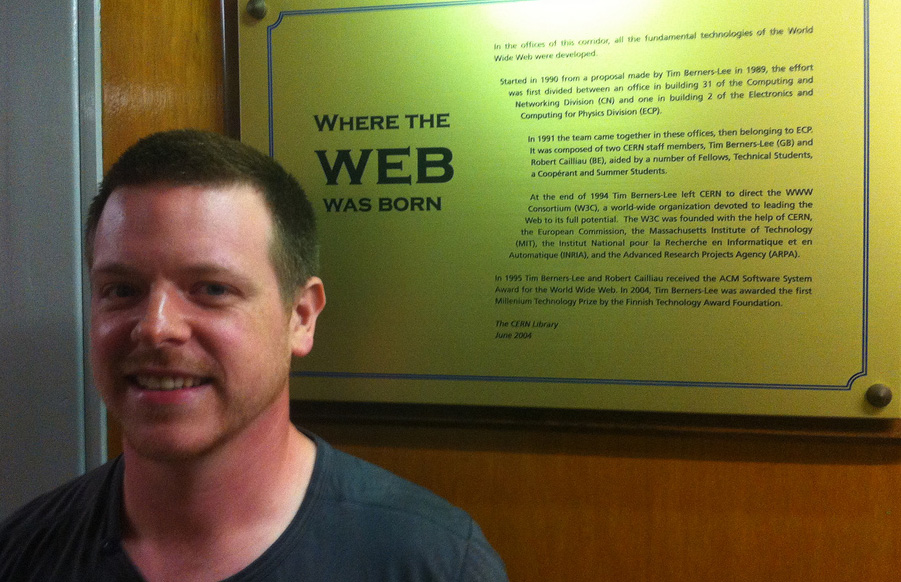 WHERE THE
WEB
WAS BORN
In the offices of this corridor, all the fundamental technologies of the World
Wide Web were developed.
Started in 1990 from a proposal made by Tim Berners-Lee in 1989, the effort
was first divided between an office in building 31 of the Computing and
Networking Division (CN) and one in building 2 of the Electronics and
Computing for Physics Division (ECP).
In 1991 the team came together in these offices, then belonging to ECP.
It was composed of two CERN staff members, Tim Berners-Lee (GB) and
Robert Cailliau (BE), aided by a number of Fellows, Technical Students,
a Coopérant and Summer Students.
At the end of 1994 Tim Berners-Lee left CERN to direct the WWW
Consortium (W3C), a world-wide organization devoted to leading the
Web to its full potential. The W3C was founded with the help of CERN,
the European Commission, the Massachusetts Institute of Technology
(MIT), the Institut National pour la Recherche en Informatique et en
Automatique (INRIA), and the Advanced Research Projects Agency (ARPA).
In 1995 Tim Berners-Lee and Robert Cailliau received the ACM Software System
Award for the World Wide Web. In 2004, Tim Berners-Lee was awarded the first
Millenium Technology Prize by the Finnish Technology Award Foundation.
The CERN Library
June 2004